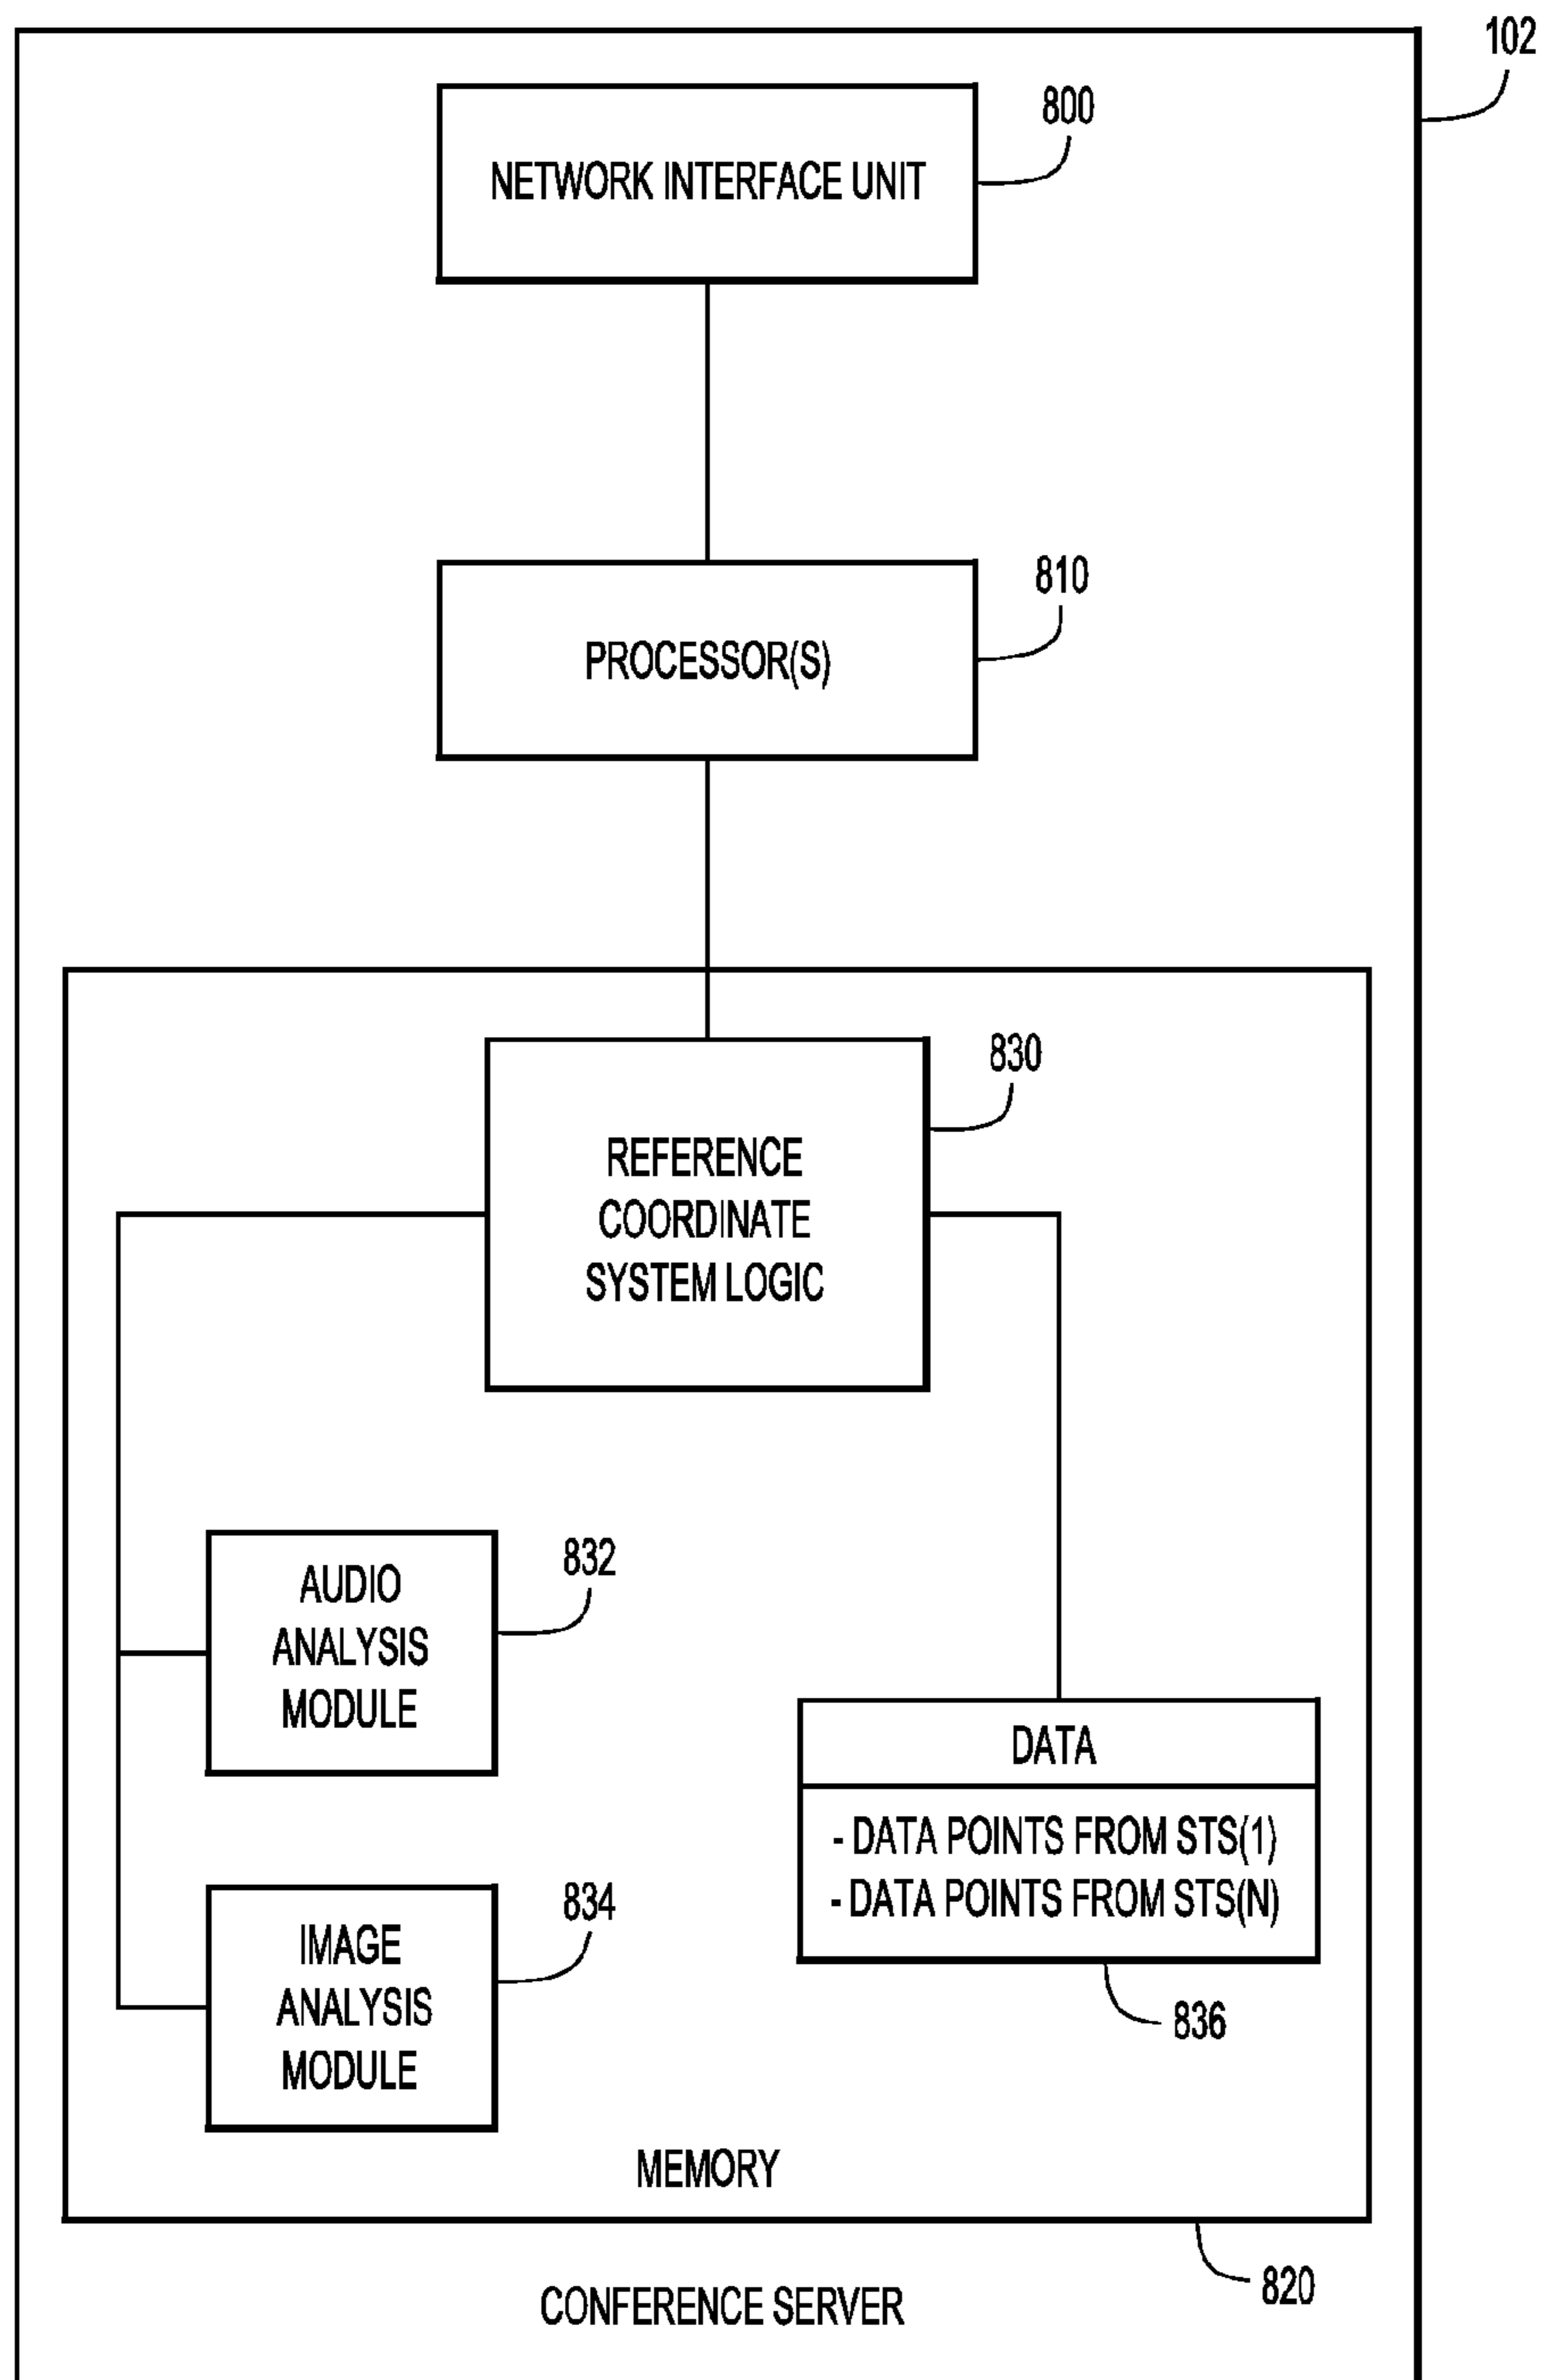 102
800
NETWORK INTERFACE UNIT
810
PROCESSOR(S)
830
REFERENCE
COORDINATE
SYSTEM LOGIC
832
AUDIO
ANALYSIS
MODULE
DATA
- DATA POINTS FROM STS(1)
- DATA POINTS FROM STS(N)
834
IMAGE
ANALYSIS
MODULE
836
MEMORY
820
CONFERENCE SERVER